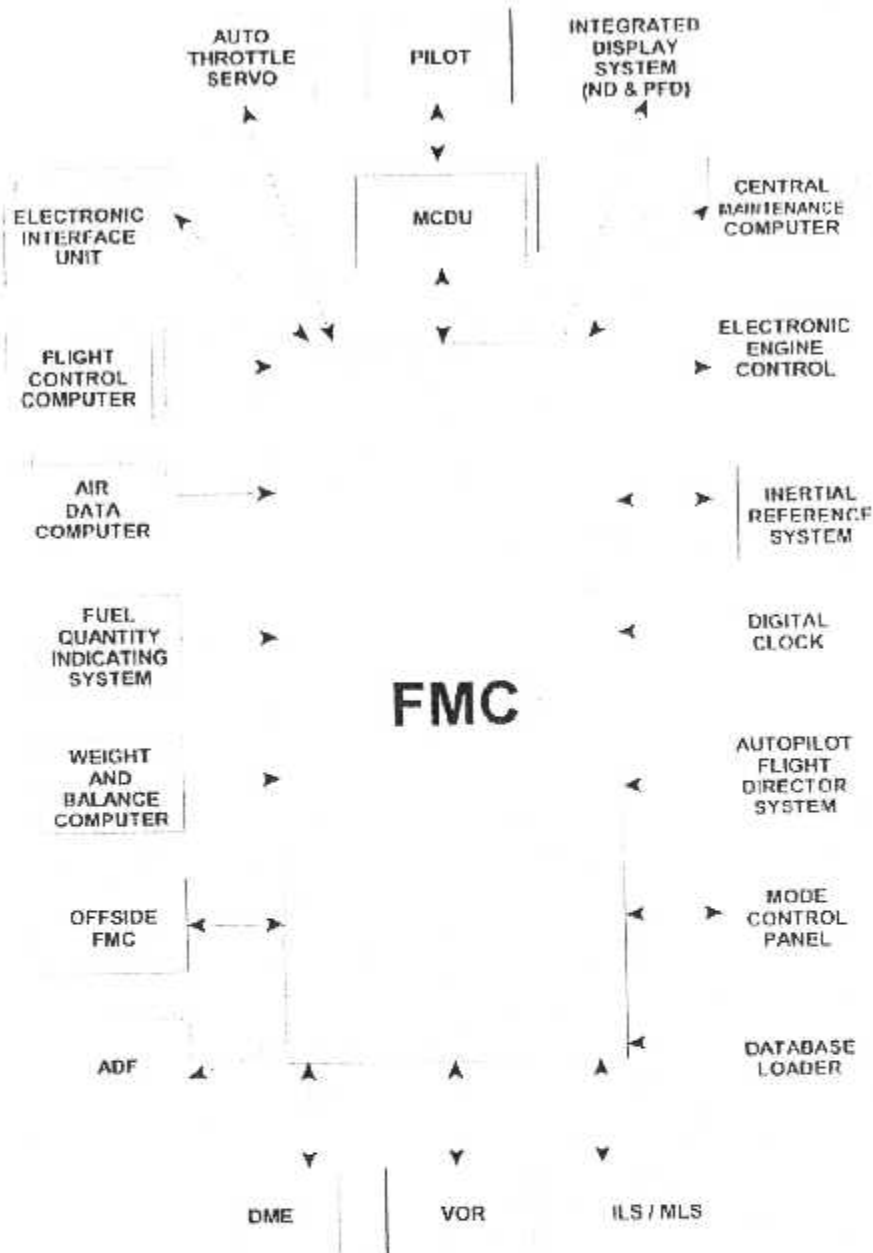 AUTO
THROTTLE
SERVO
PILOT
INTEGRATED
DISPLAY
SYSTEM
(ND & PFD)
ELECTRONIC
INTERFACE
UNIT
MCDU
CENTRAL
MAINTENANCE
COMPUTER
FLIGHT
CONTROL
COMPUTER
ELECTRONIC
ENGINE
CONTROL
AIR
DATA
COMPUTER
INERTIAL
REFERENCE
SYSTEM
FUEL
QUANTITY
INDICATING
SYSTEM
DIGITAL
CLOCK
FMC
WEIGHT
AND
BALANCE
COMPUTER
AUTOPILOT
FLIGHT
DIRECTOR
SYSTEM
OFFSIDE
FMC
MODE
CONTROL
PANEL
ADF
DATABASE
LOADER
DME
VOR
ILS / MLS